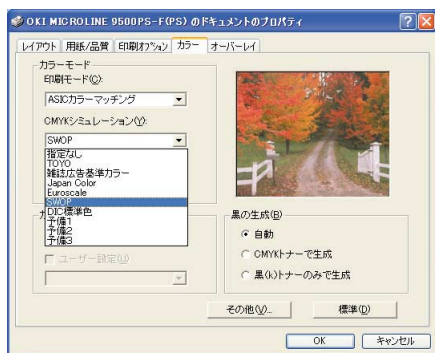 OKI MICROLINE 9500PS-F(PS) のドキュメントのプロパティ
レイアウト 用紙/品質 印刷オプション カラー オーバーレイ
カラーモード
印刷モード(C):
ASICカラーマッチング
CMYKシミュレーション(Y):
SWOP
指定なし
TOYO
雑誌広告基準カラー
Japan Color
Euroscale
SWOP
DIC標準色
予備1
予備2
予備3
ユーザー設定(U)
黒の生成(B)
自動
CMYKトナーで生成
黒(k)トナーのみで生成
その他(V)... 標準(D)
OK キャンセル